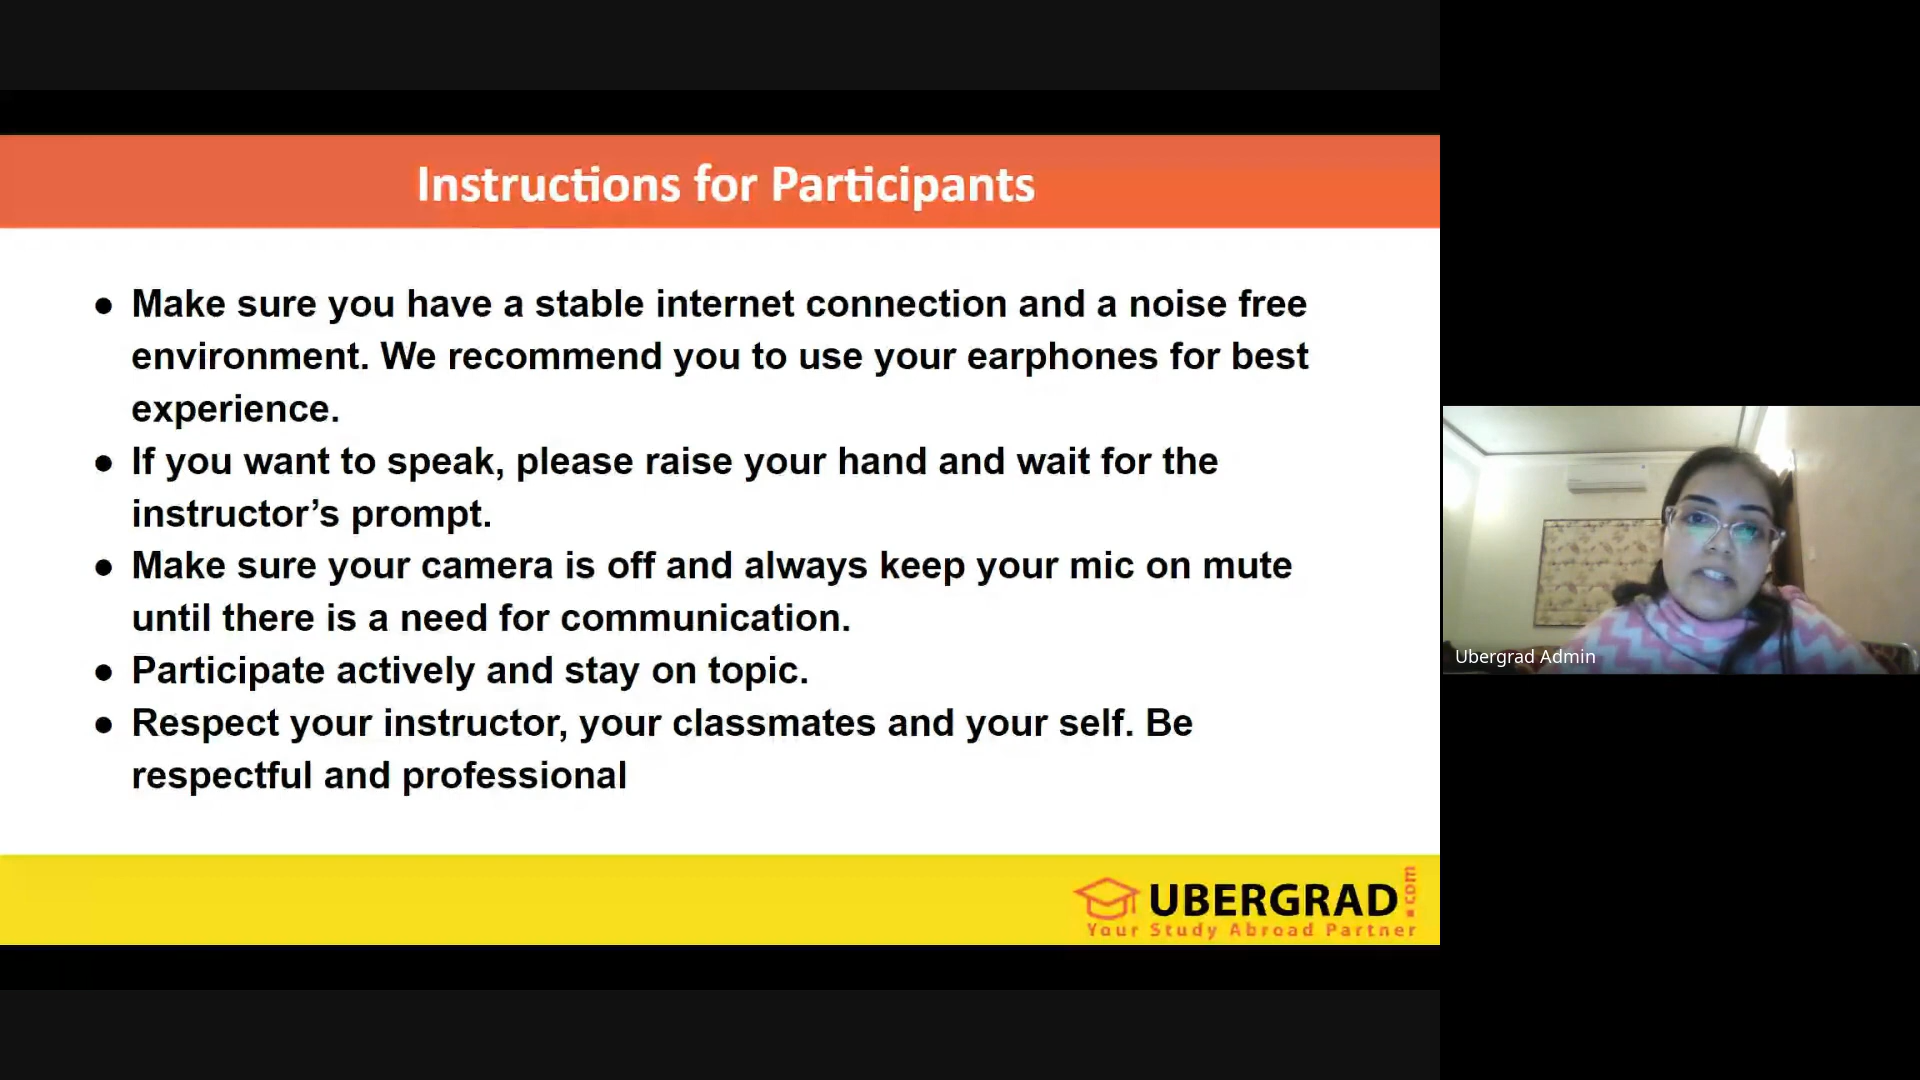 Instructions for Participants
● Make sure you have a stable internet connection and a noise free
environment. We recommend you to use your earphones for best
experience.
● If you want to speak, please raise your hand and wait for the
instructor’s prompt.
● Make sure your camera is off and always keep your mic on mute
until there is a need for communication.
● Participate actively and stay on topic.
● Respect your instructor, your classmates and your self. Be
respectful and professional
UBERGRAD.com
Your Study Abroad Partner
Ubergrad Admin